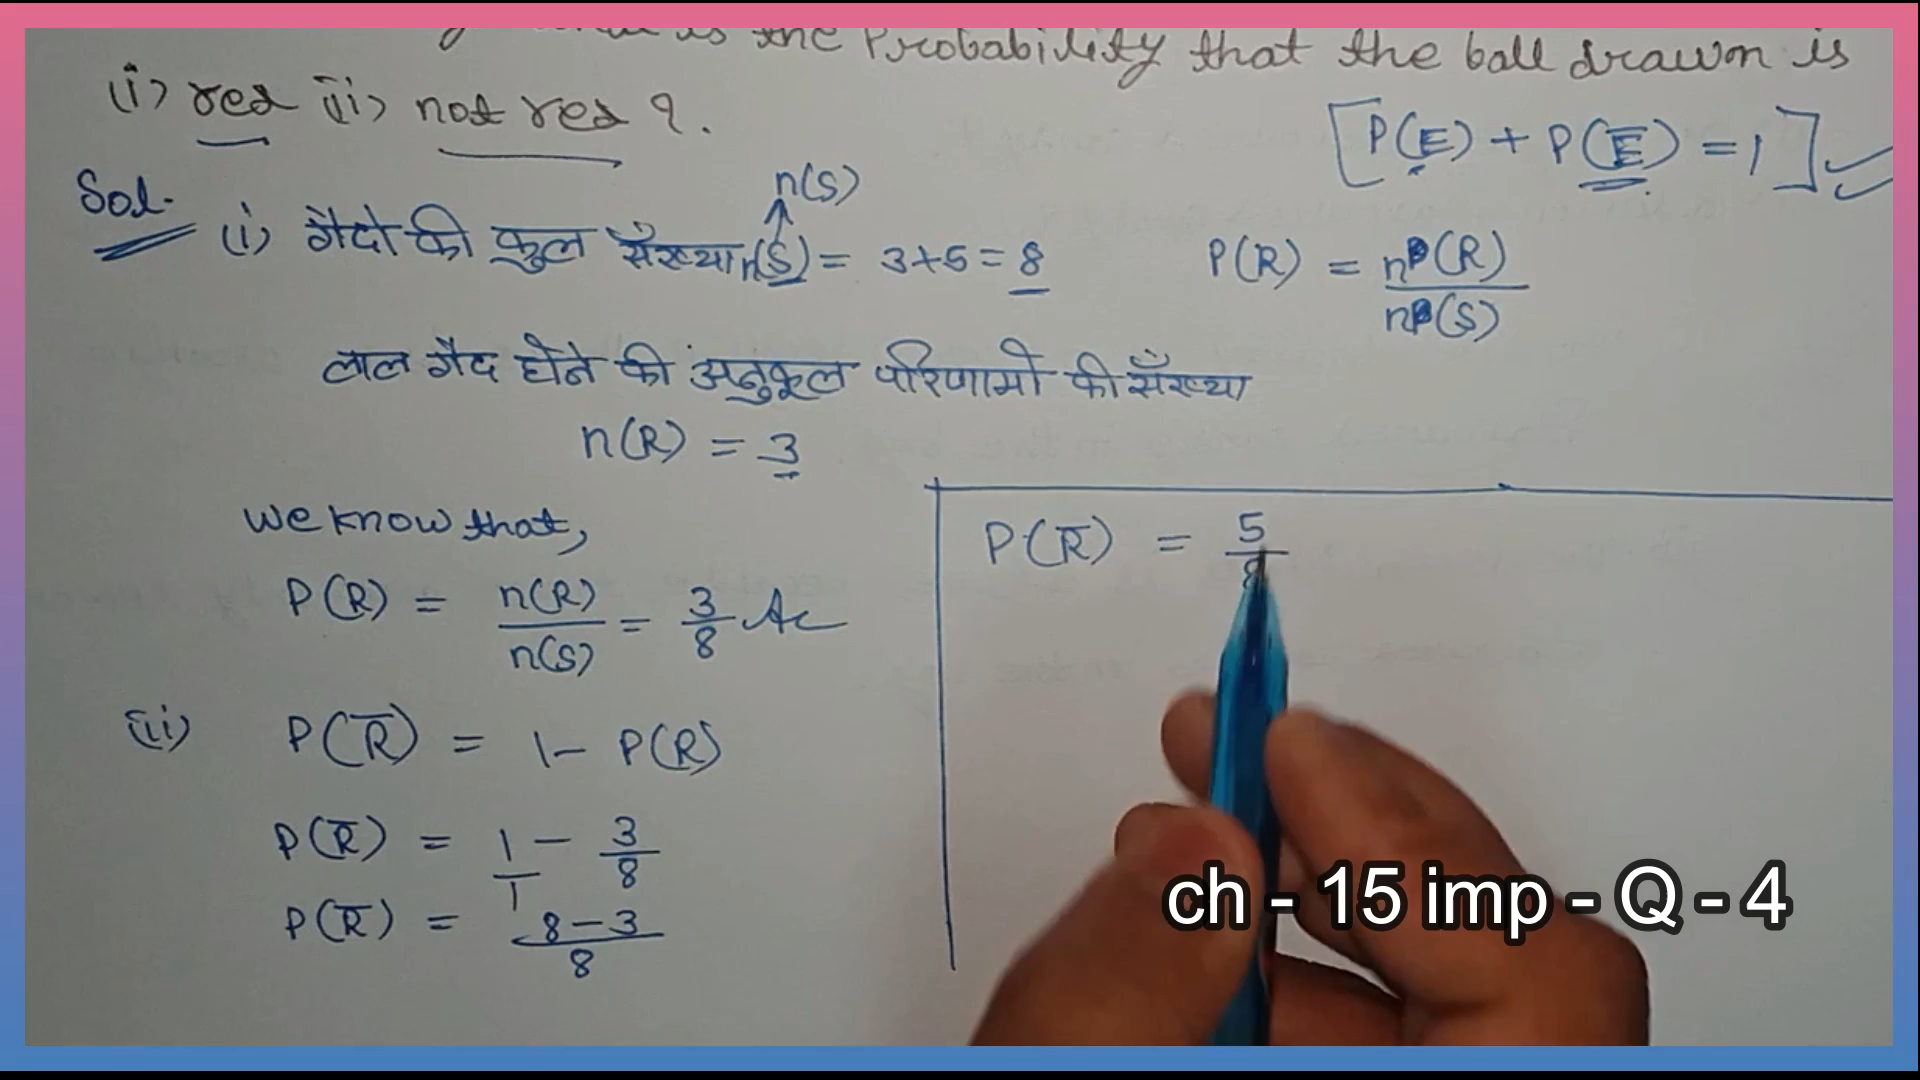 is the Probability that the ball drawn is
(i) red (ii) not red ?.
[P(E) + P(E̅) = 1]
Sol.
n(S)
(i) गेंदो की कुल सँख्या n(S) = 3+5 = 8
P(R) = n(R)/n(S)
लाल गेंद होने की अनुकूल परिणामो की सँख्या
n(R) = 3
We know that,
P(R) = n(R)/n(S) = 3/8
(ii) P(R̅) = 1 - P(R)
P(R̅) = 1/1 - 3/8
P(R̅) = 8-3/8
P(R̅) = 5/8
ch - 15 imp - Q - 4